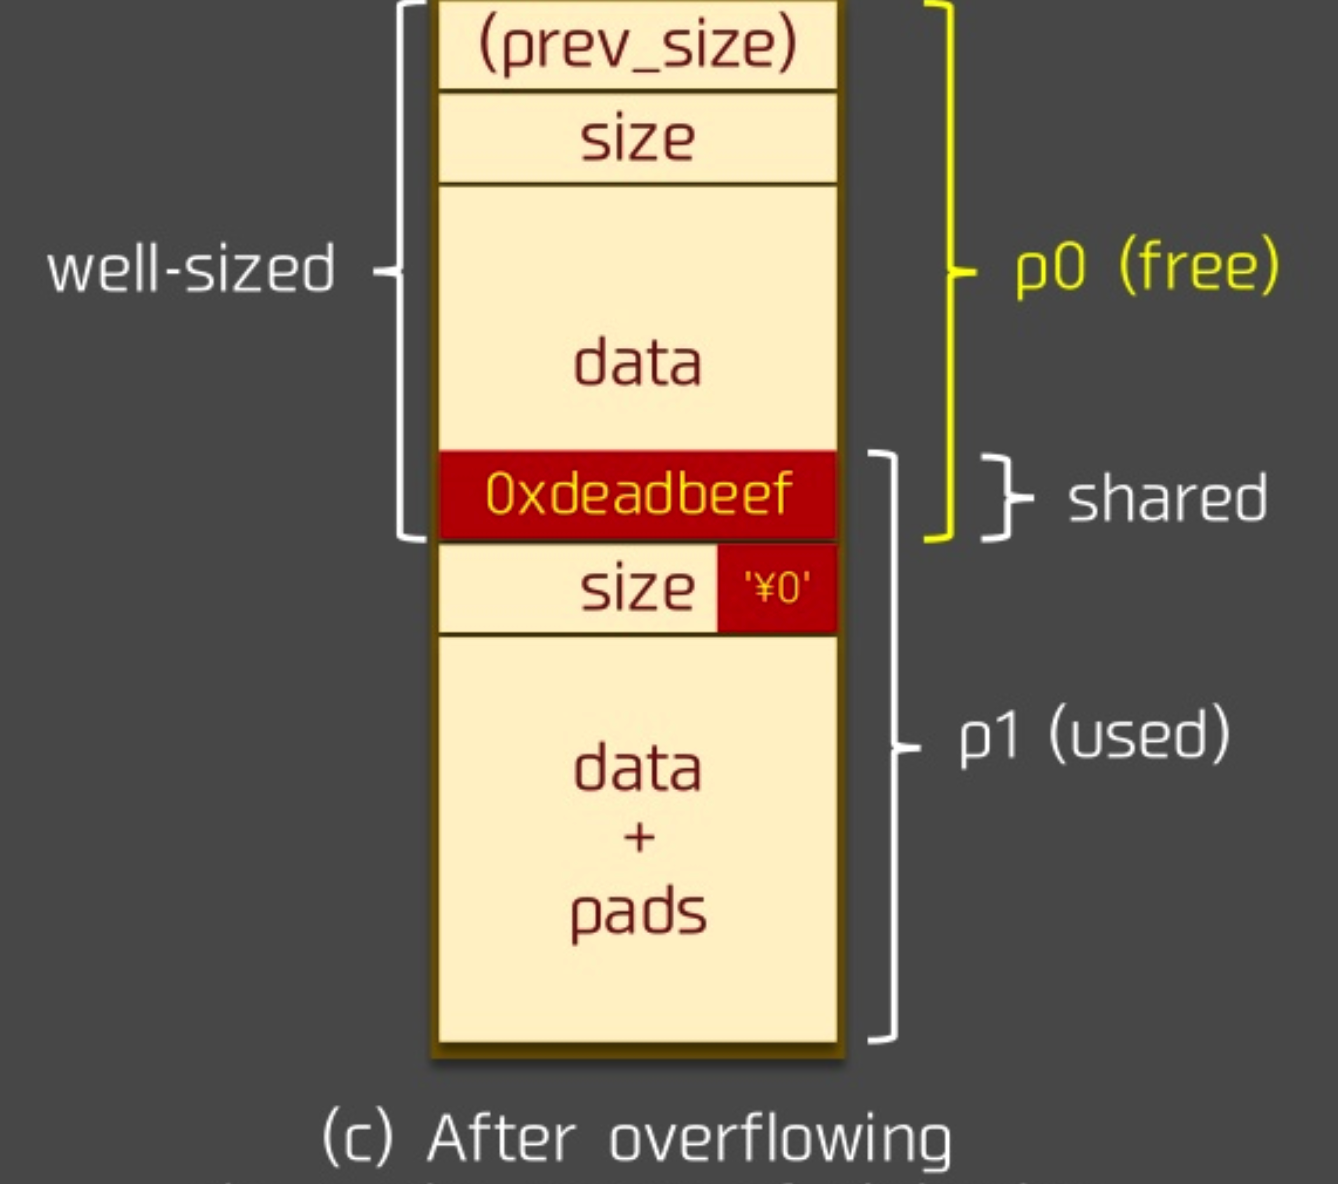 (prev_size)
size
well-sized
p0 (free)
data
0xdeadbeef
shared
size
'¥0'
p1 (used)
data
+
pads
(c) After overflowing